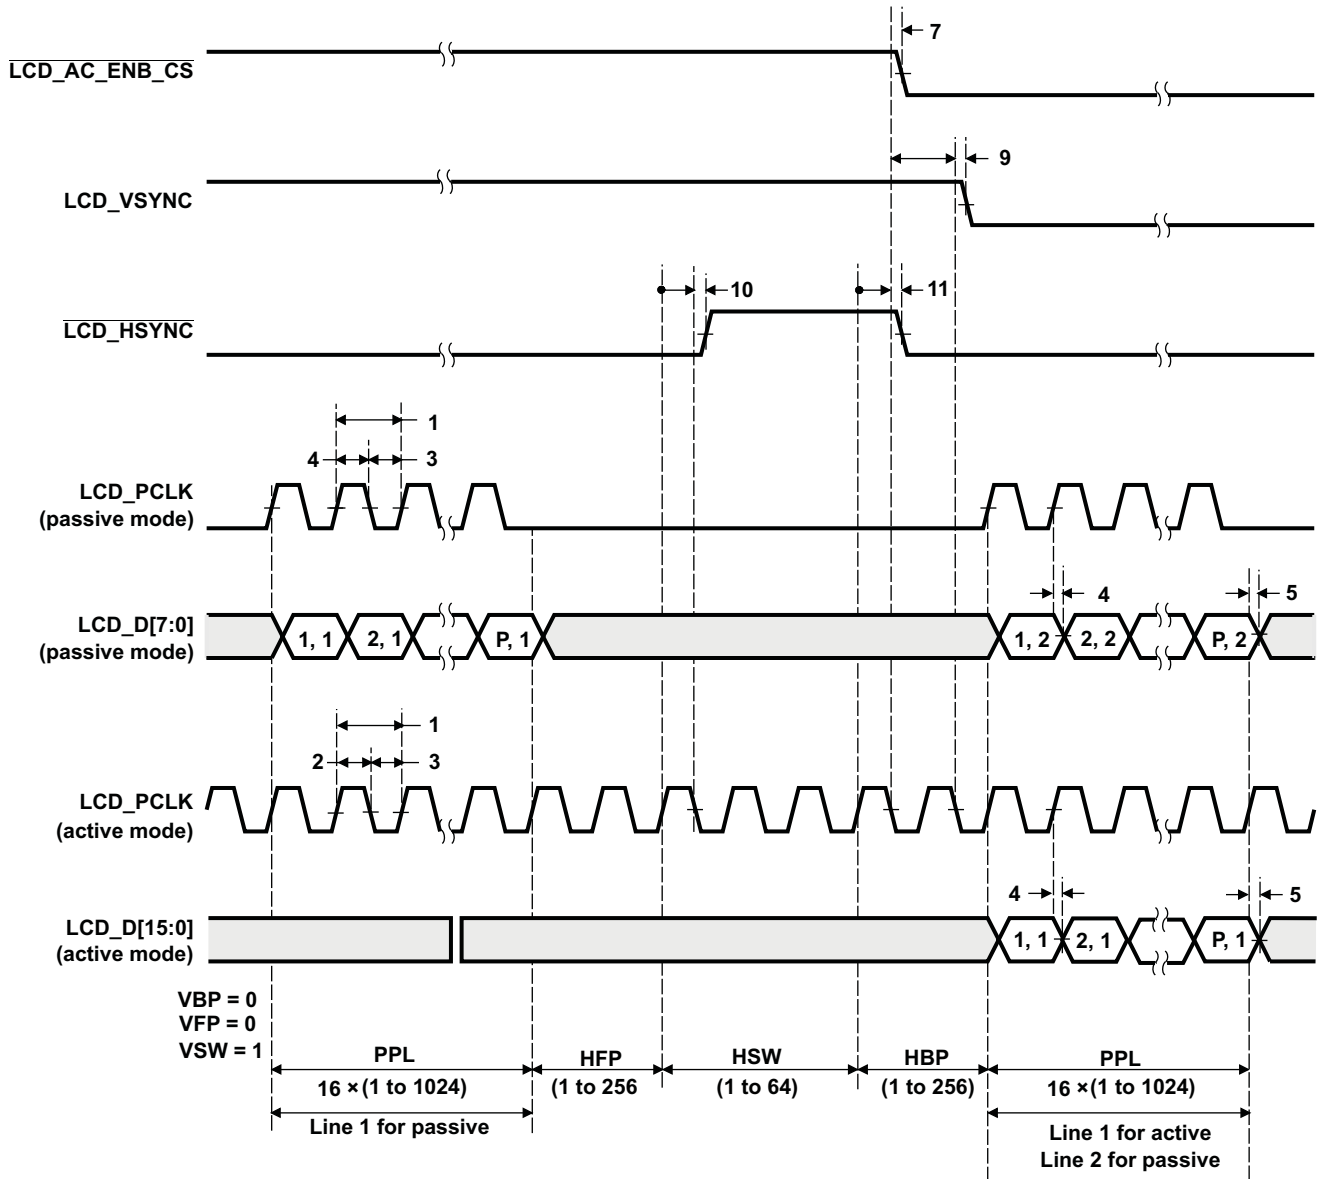 7
LCD_AC_ENB_CS
9
LCD_VSYNC
10
11
LCD_HSYNC
1
4
3
LCD_PCLK
(passive mode)
4
5
LCD_D[7:0]
(passive mode)
1, 1
2, 1
P, 1
1, 2
2, 2
P, 2
1
2
3
LCD_PCLK
(active mode)
4
5
LCD_D[15:0]
(active mode)
1, 1
2, 1
P, 1
VBP = 0
VFP = 0
VSW = 1
PPL
16 × (1 to 1024)
HFP
(1 to 256
HSW
(1 to 64)
HBP
(1 to 256)
PPL
16 × (1 to 1024)
Line 1 for passive
Line 1 for active
Line 2 for passive